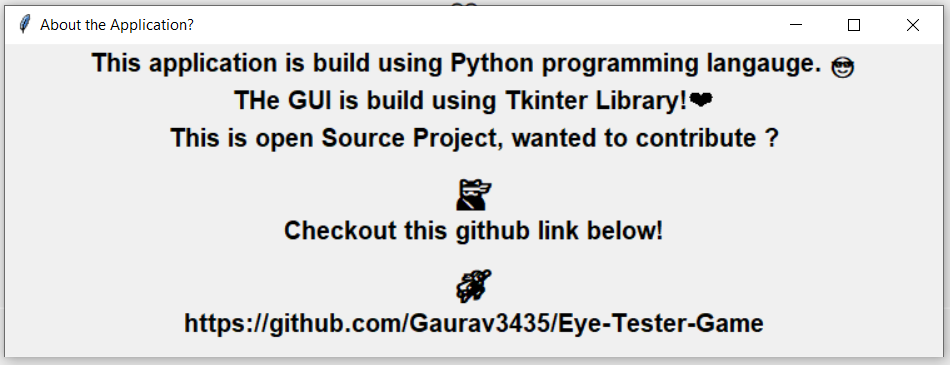 About the Application?
This application is build using Python programming langauge. 😎
THe GUI is build using Tkinter Library!❤
This is open Source Project, wanted to contribute ?
Checkout this github link below!
https://github.com/Gaurav3435/Eye-Tester-Game